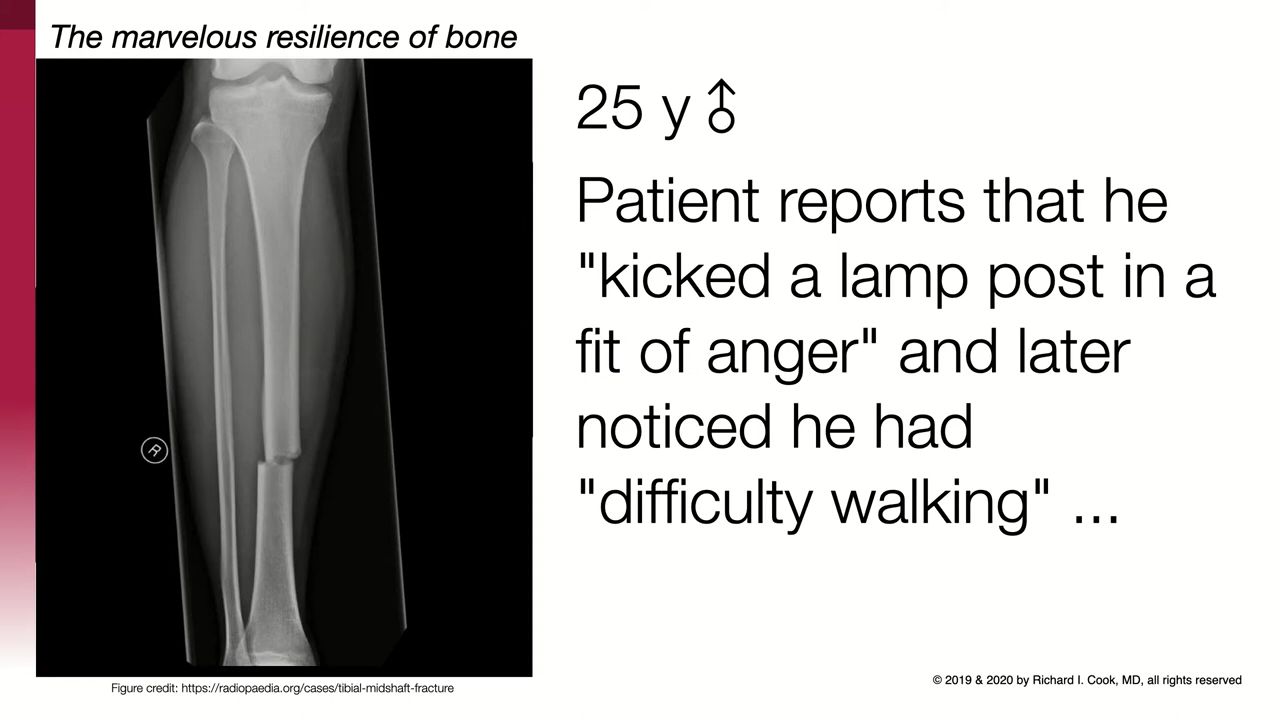 The marvelous resilience of bone
25 y ♂
Patient reports that he
"kicked a lamp post in a
fit of anger" and later
noticed he had
"difficulty walking" ...
R
Figure credit: https://radiopaedia.org/cases/tibial-midshaft-fracture
© 2019 & 2020 by Richard I. Cook, MD, all rights reserved